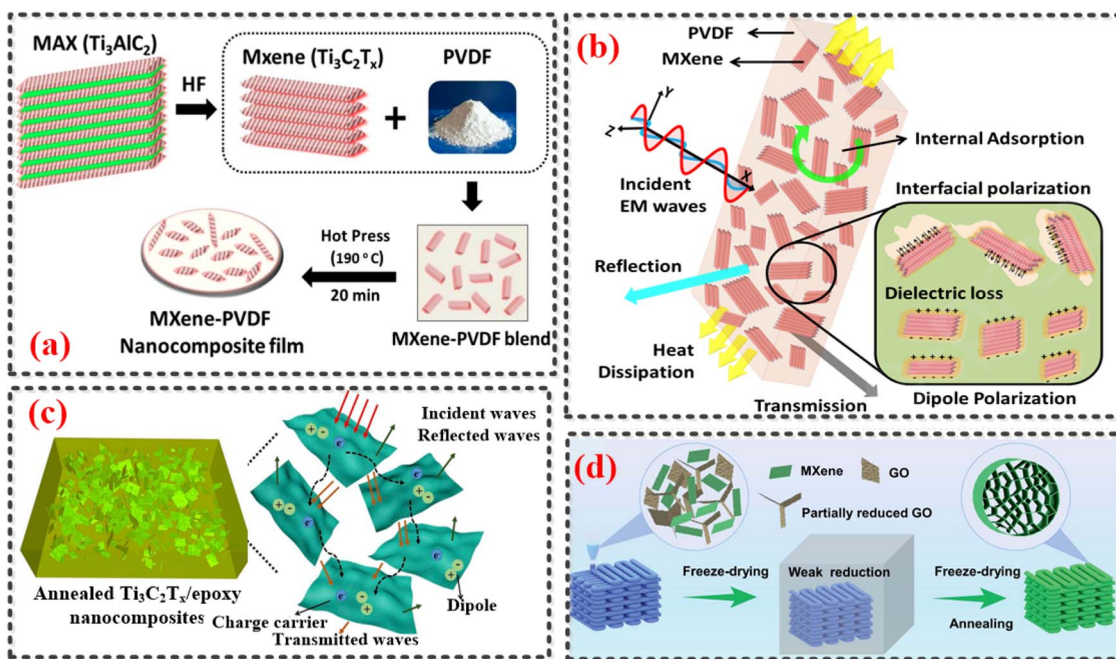 MAX (Ti₃AlC₂)
HF
Mxene (Ti₃C₂Tₓ)
+
PVDF
Hot Press
(190 ° C)
20 min
MXene-PVDF
Nanocomposite film
MXene-PVDF blend
(a)
(b)
PVDF
MXene
Y
Z
X
Incident
EM waves
Internal Adsorption
Interfacial polarization
Reflection
Dielectric loss
Heat
Dissipation
Transmission
Dipole Polarization
(c)
Incident waves
Reflected waves
Annealed Ti₃C₂Tₓ/epoxy
nanocomposites
Charge carrier
Dipole
Transmitted waves
(d)
MXene
GO
Partially reduced GO
Freeze-drying
Weak reduction
Freeze-drying
Annealing